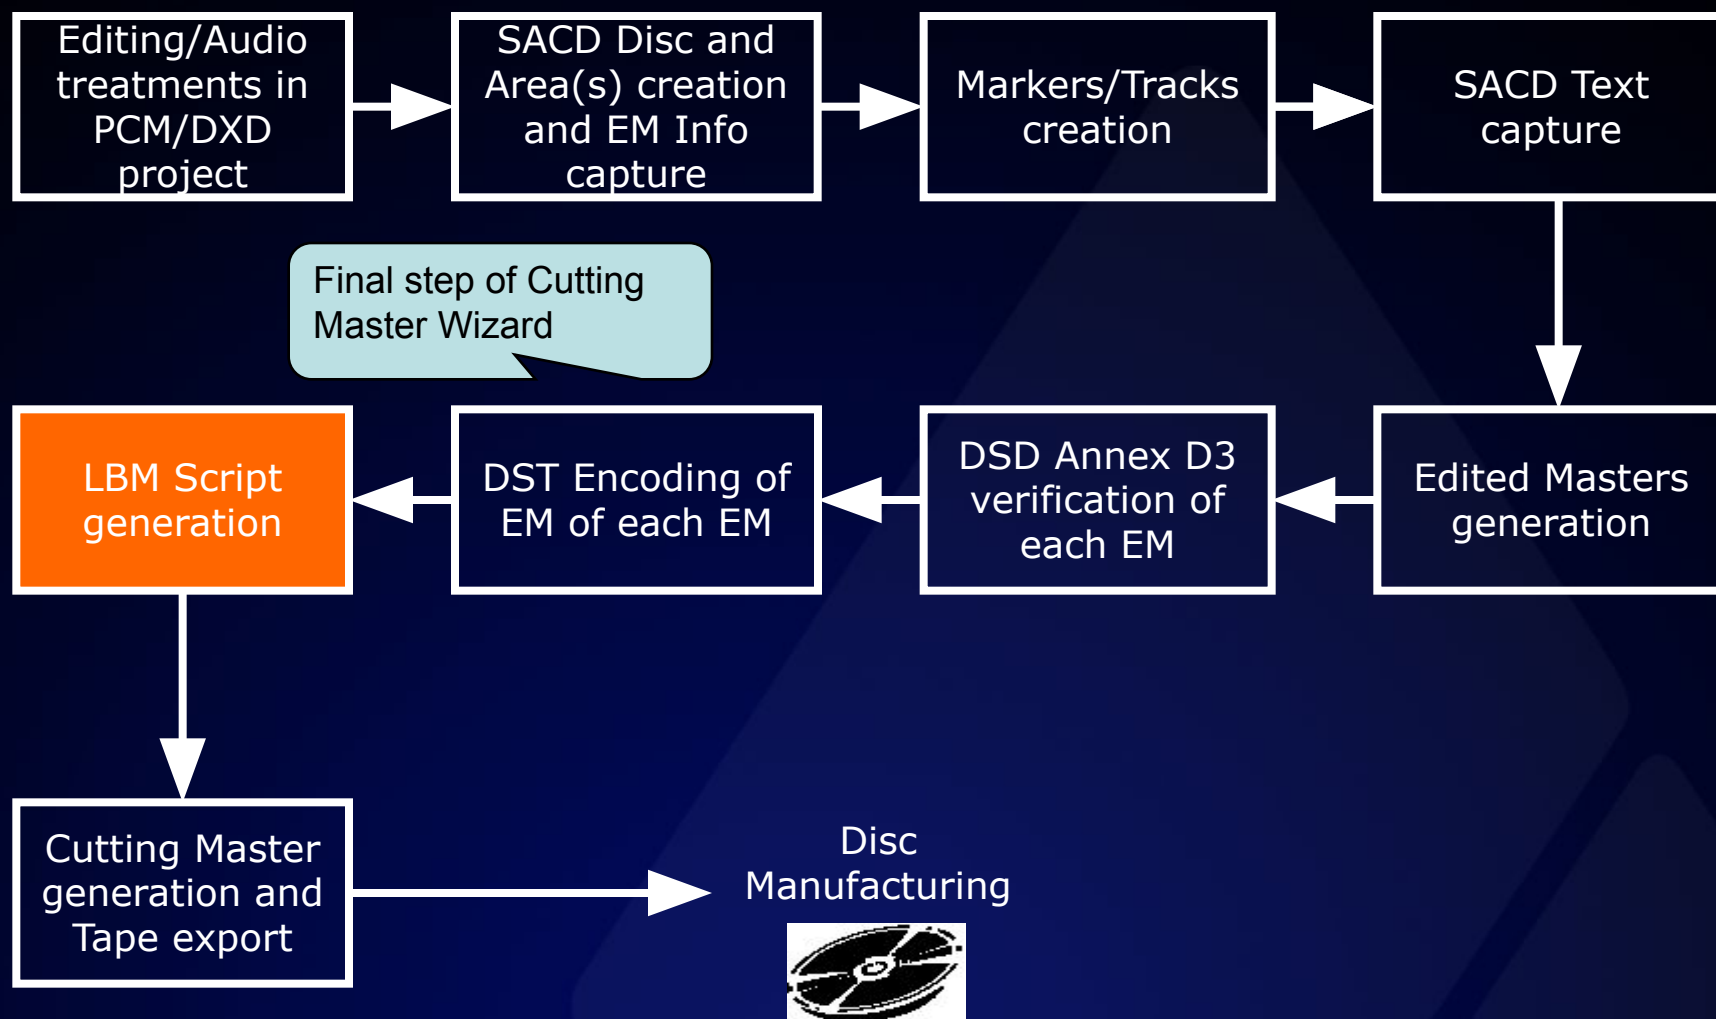 Editing/Audio
treatments in
PCM/DXD
project
SACD Disc and
Area(s) creation
and EM Info
capture
Markers/Tracks
creation
SACD Text
capture
Final step of Cutting
Master Wizard
LBM Script
generation
DST Encoding of
EM of each EM
DSD Annex D3
verification of
each EM
Edited Masters
generation
Cutting Master
generation and
Tape export
Disc
Manufacturing